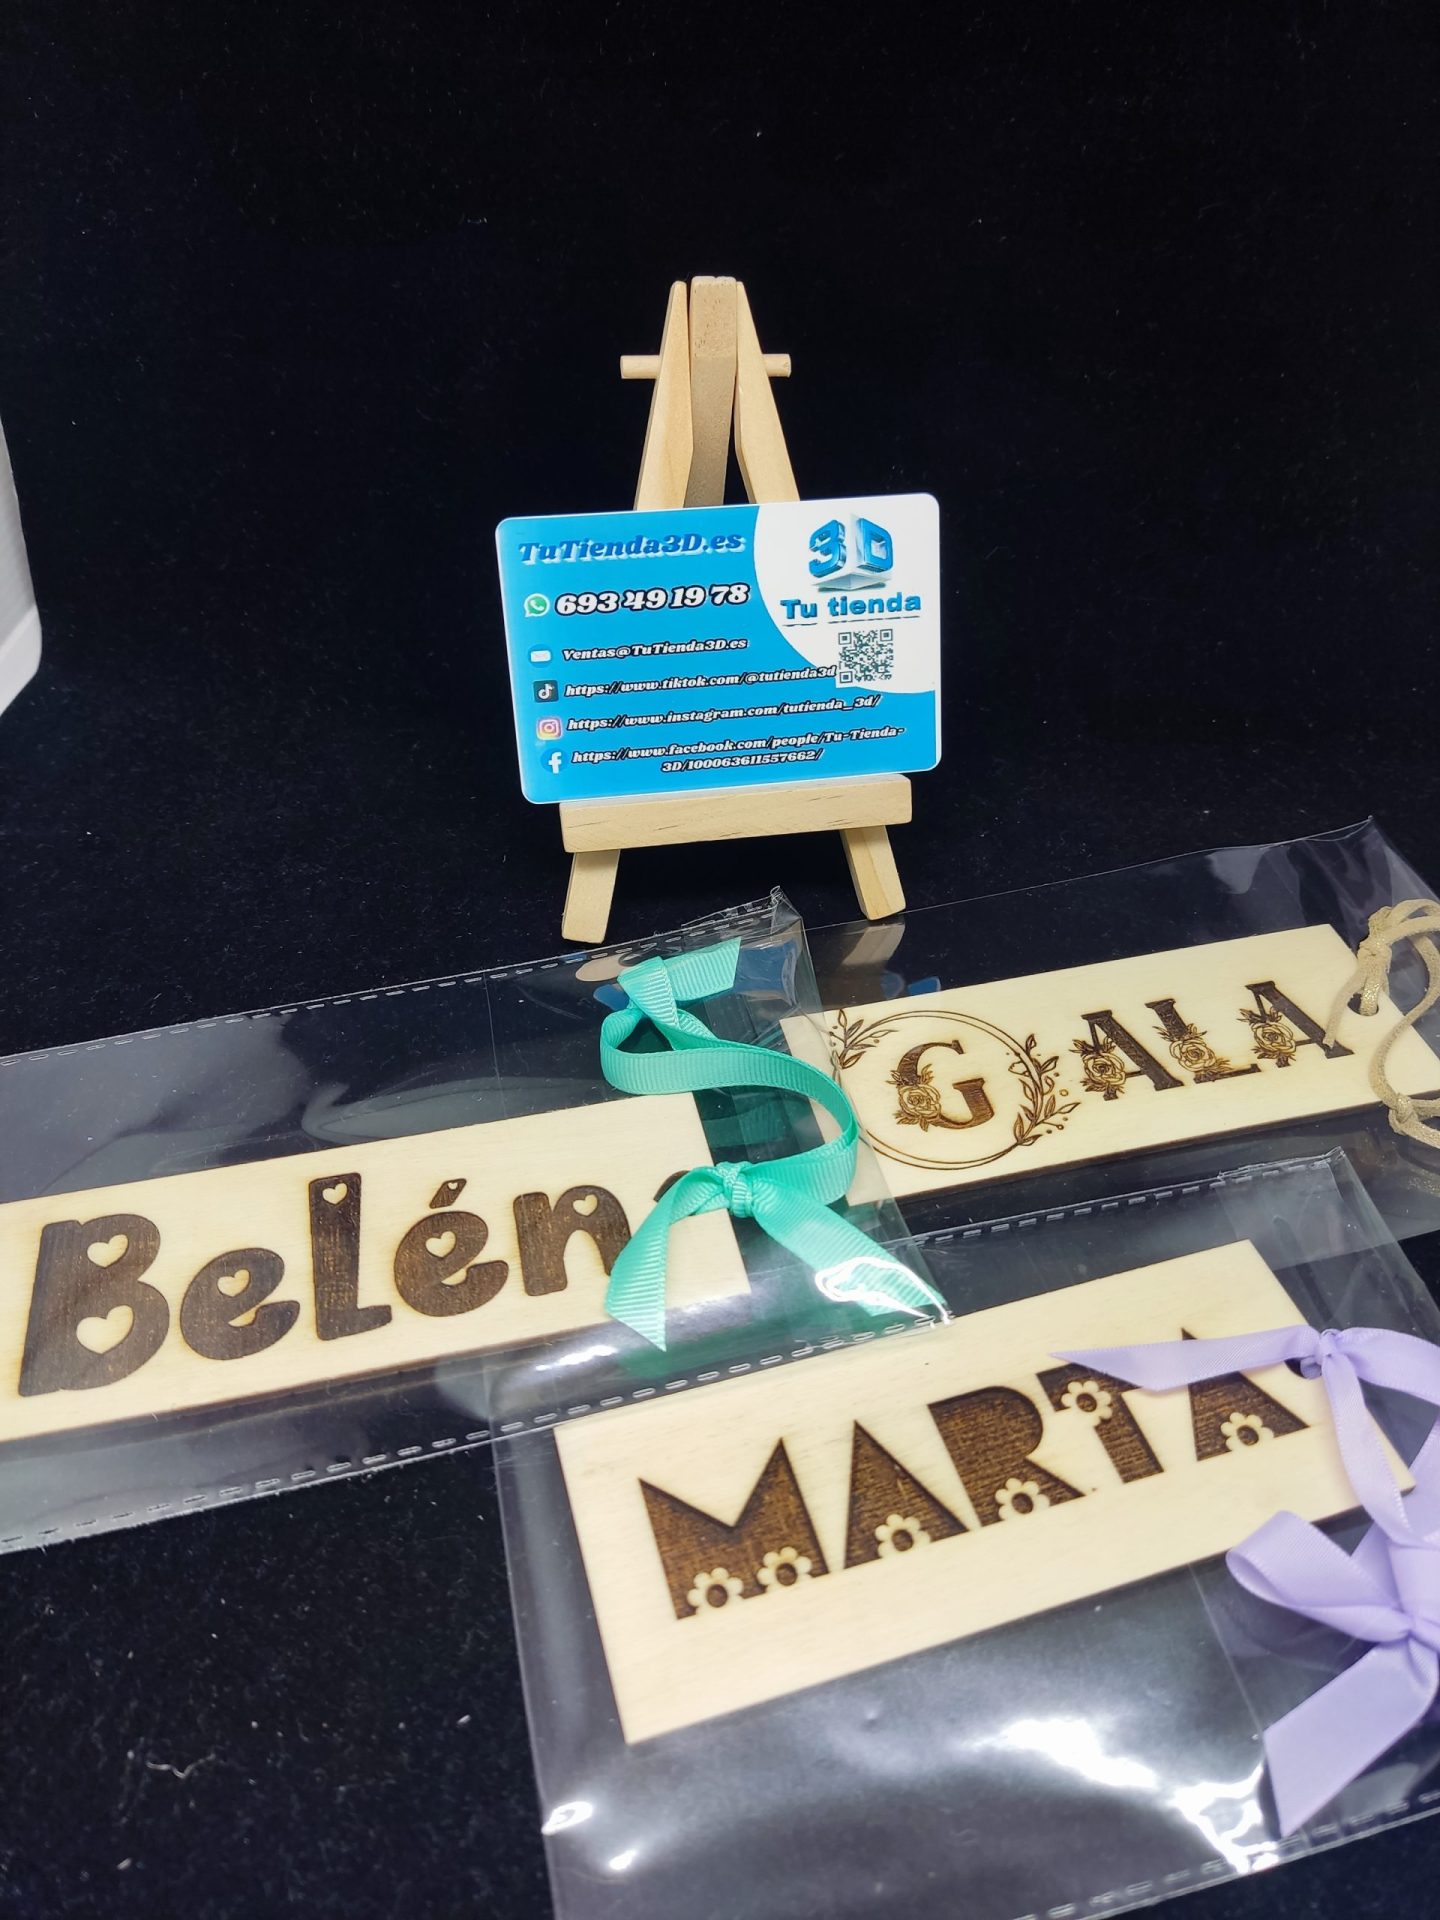 TuTienda3D.es
693 49 19 78
Ventas@TuTienda3D.es
https://www.tiktok.com/@tutienda3d
https://www.instagram.com/tutienda_3d/
https://www.facebook.com/people/Tu-Tienda-
3D/100063611557662/
3D
Tu tienda
GALA
Belén
MARTA